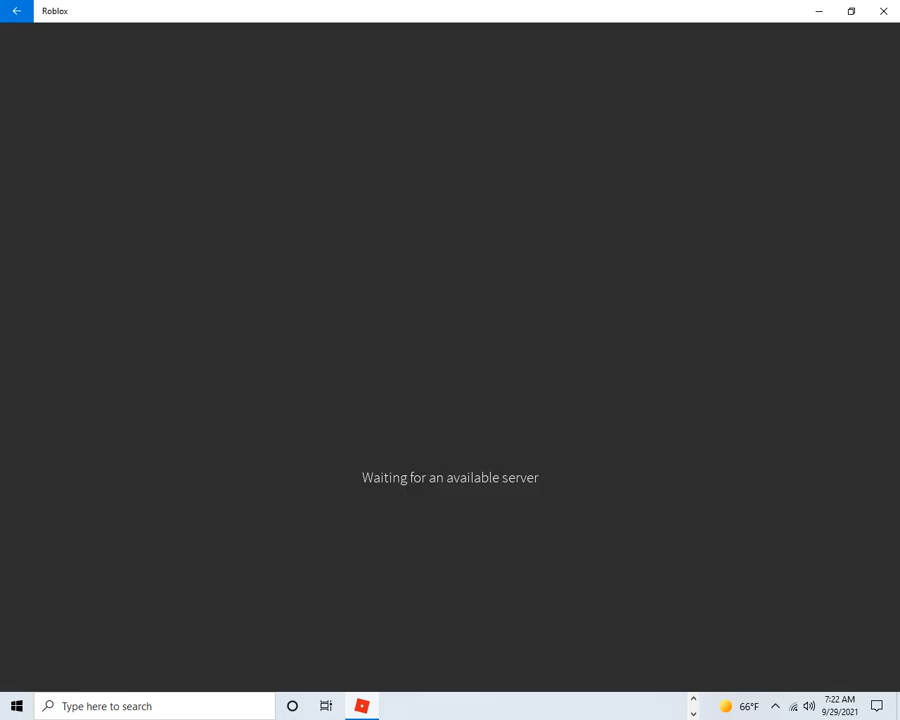 Roblox
Waiting for an available server
Type here to search
66°F
7:22 AM
9/29/2021